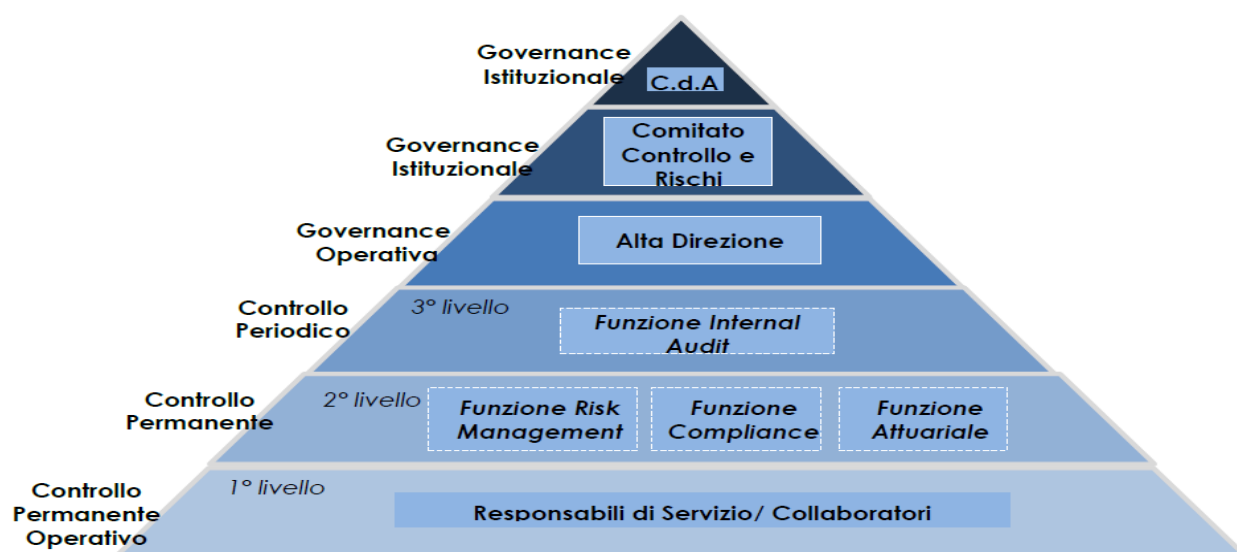 Governance
Istituzionale
C.d.A
Governance
Istituzionale
Comitato
Controllo e
Rischi
Governance
Operativa
Alta Direzione
Controllo
Periodico
3° livello
Funzione Internal
Audit
Controllo
Permanente
2° livello
Funzione Risk
Management
Funzione
Compliance
Funzione
Attuariale
Controllo
Permanente
Operativo
1° livello
Responsabili di Servizio/ Collaboratori